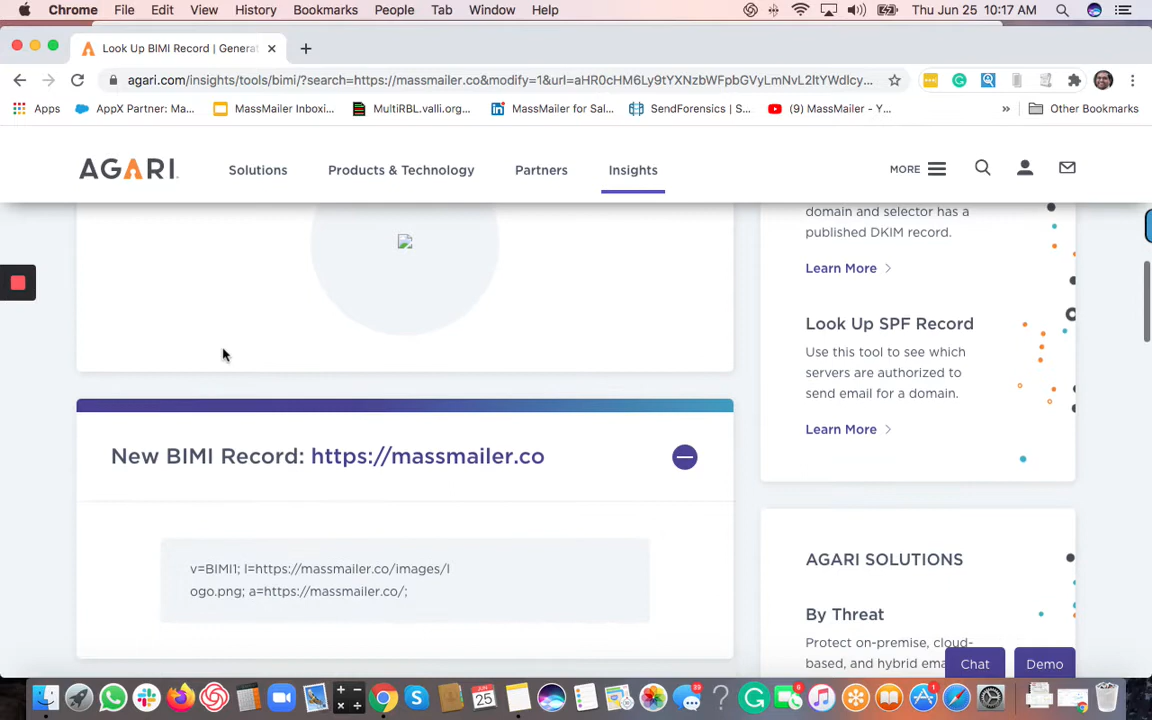 Chrome File Edit View History Bookmarks People Tab Window Help Thu Jun 25 10:17 AM
Look Up BIMI Record | Generat
agari.com/insights/tools/bimi/?search=https://massmailer.co&modify=1&url=aHR0cHM6Ly9tYXNzbWFpbGVyLmNvL2ltYWdlcy...
Apps AppX Partner: Ma... MassMailer Inboxi... MultiRBL.valli.org... MassMailer for Sal... SendForensics | S... (9) MassMailer - Y... » Other Bookmarks
AGARI. Solutions Products & Technology Partners Insights MORE
domain and selector has a
published DKIM record.
Learn More
Look Up SPF Record
Use this tool to see which
servers are authorized to
send email for a domain.
Learn More
New BIMI Record: https://massmailer.co
v=BIMI1; l=https://massmailer.co/images/l
ogo.png; a=https://massmailer.co/;
AGARI SOLUTIONS
By Threat
Protect on-premise, cloud-
based, and hybrid ema
Chat Demo